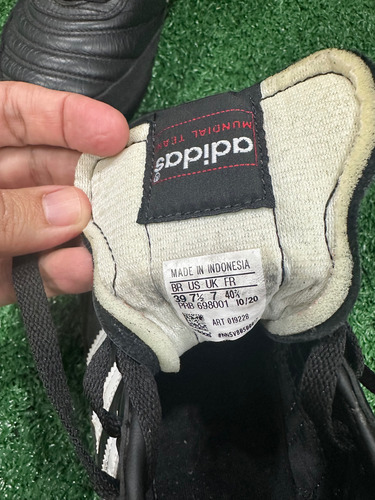 adidas®
MUNDIAL TEAM
MADE IN INDONESIA
BR US UK FR
39 7½ 7 40⅔
PRB 698001 10/20
ART 019228